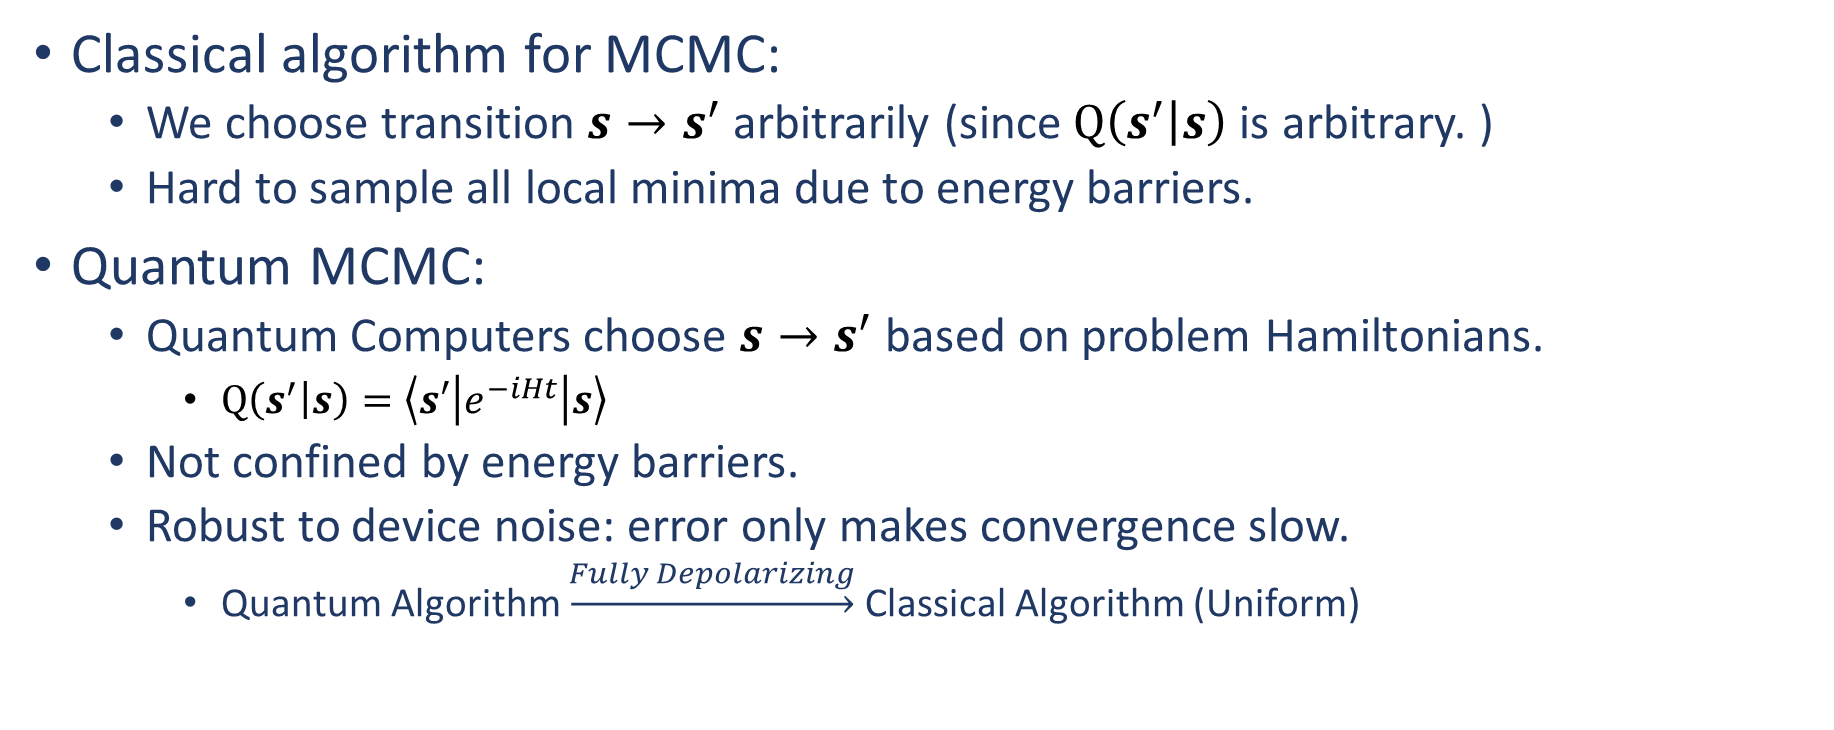 • Classical algorithm for MCMC:
• We choose transition 𝒔 → 𝒔′ arbitrarily (since Q(𝒔′|𝒔) is arbitrary. )
• Hard to sample all local minima due to energy barriers.
• Quantum MCMC:
• Quantum Computers choose 𝒔 → 𝒔′ based on problem Hamiltonians.
• Q(𝒔′|𝒔) = ⟨𝒔′|e^{−iHt}|𝒔⟩
• Not confined by energy barriers.
• Robust to device noise: error only makes convergence slow.
Fully Depolarizing
• Quantum Algorithm ⟶ Classical Algorithm (Uniform)